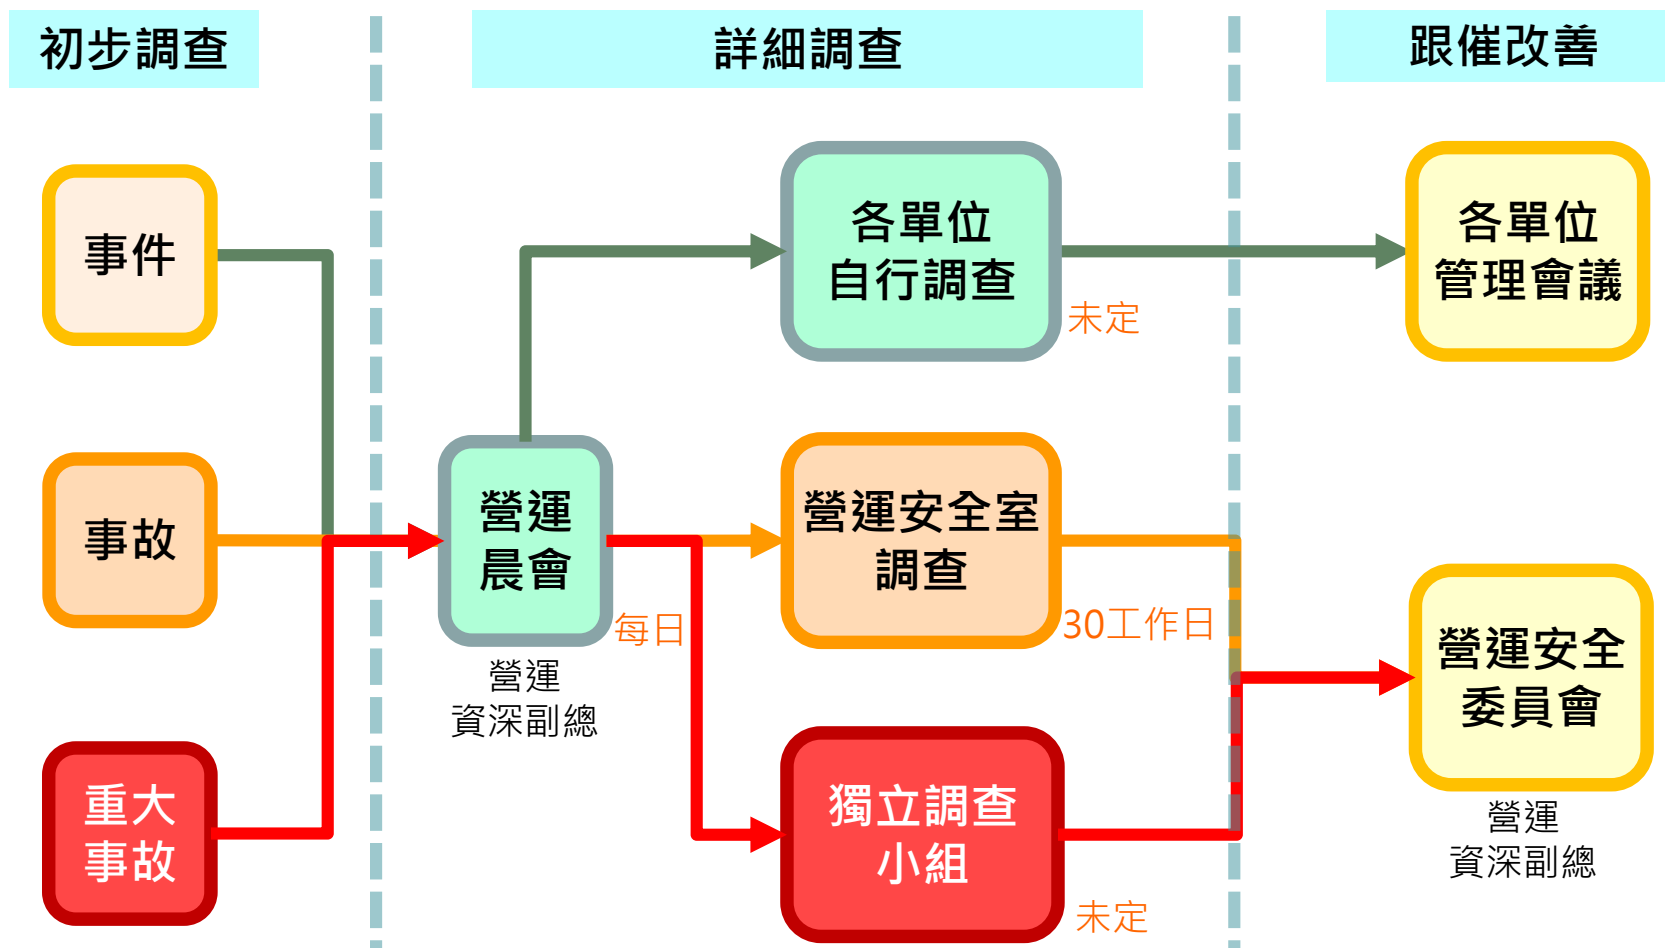 初步調查
詳細調查
跟催改善
事件
事故
重大
事故
營運
晨會
每日
營運
資深副總
各單位
自行調查
未定
營運安全室
調查
30工作日
獨立調查
小組
未定
各單位
管理會議
營運安全
委員會
營運
資深副總